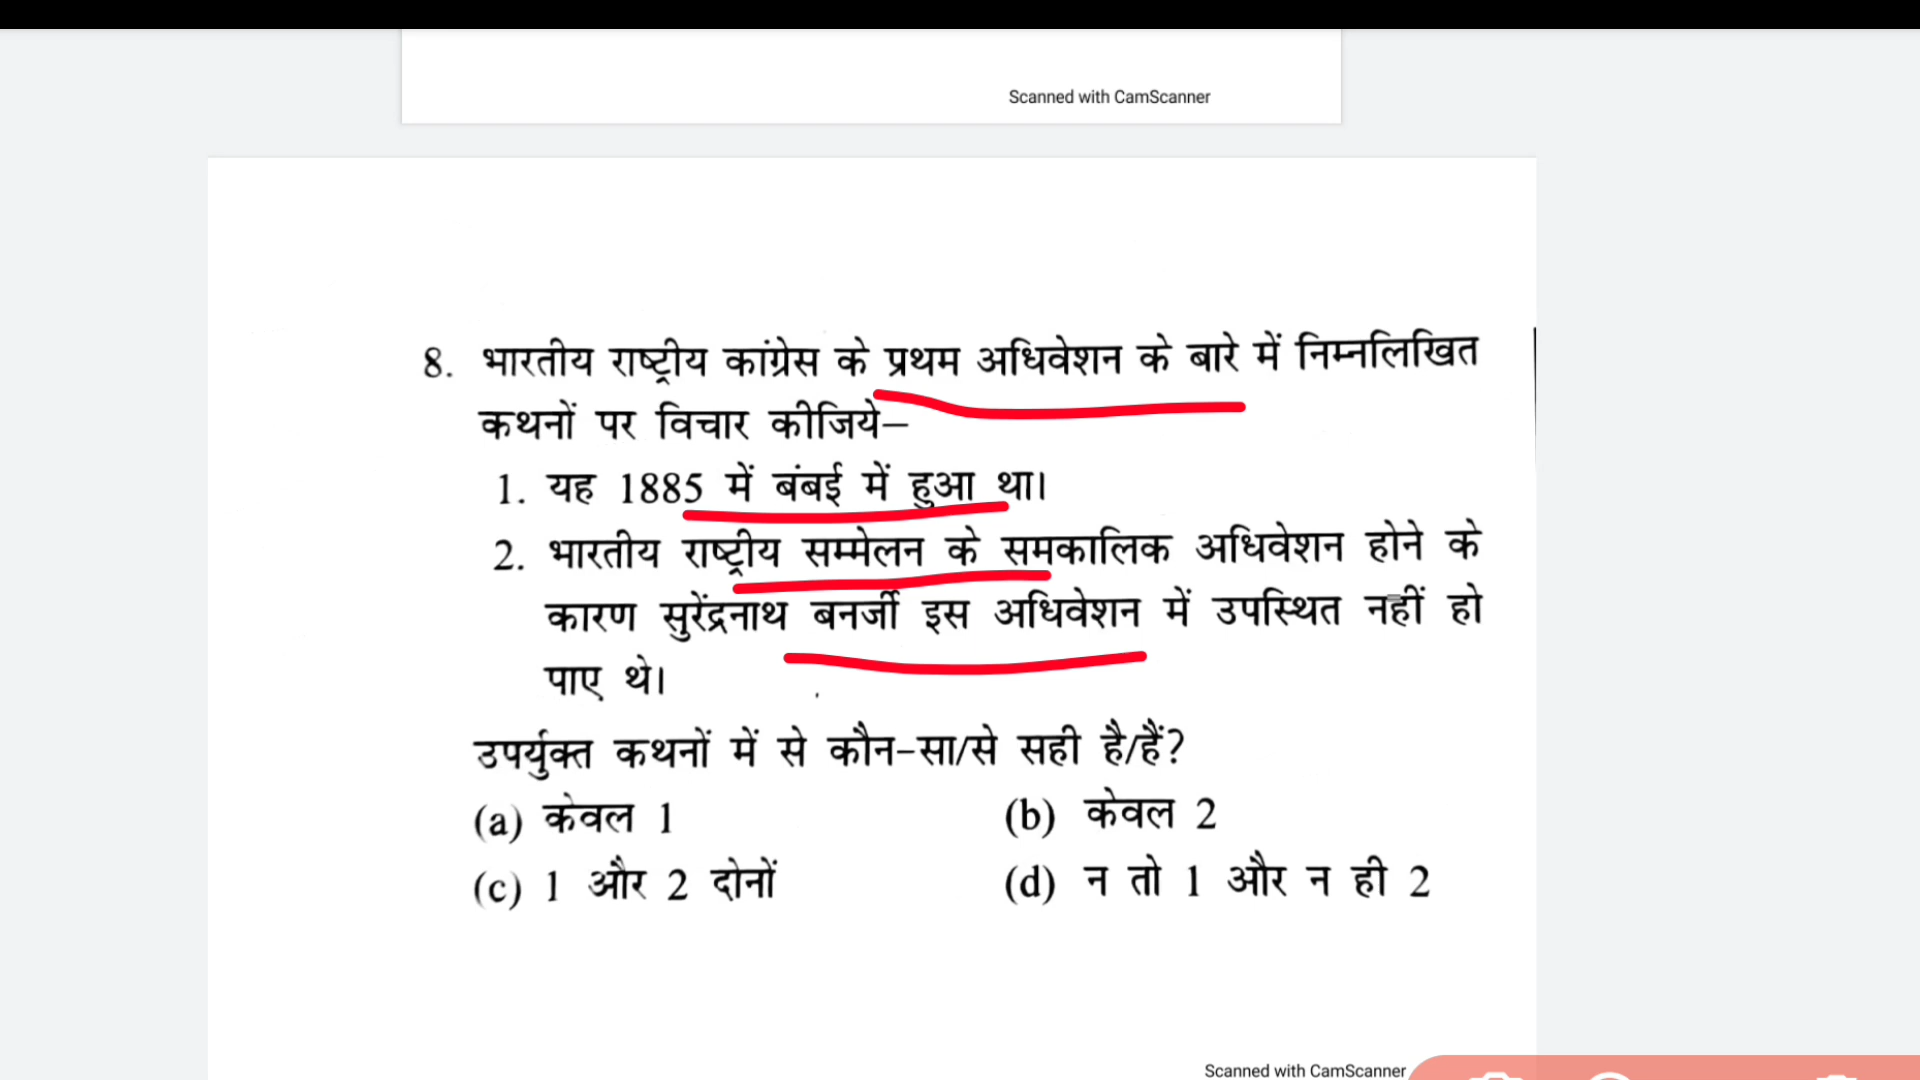 Scanned with CamScanner
8. भारतीय राष्ट्रीय कांग्रेस के प्रथम अधिवेशन के बारे में निम्नलिखित
कथनों पर विचार कीजिये–
1. यह 1885 में बंबई में हुआ था।
2. भारतीय राष्ट्रीय सम्मेलन के समकालिक अधिवेशन होने के
कारण सुरेंद्रनाथ बनर्जी इस अधिवेशन में उपस्थित नहीं हो
पाए थे।
उपर्युक्त कथनों में से कौन-सा/से सही है/हैं?
(a) केवल 1 (b) केवल 2
(c) 1 और 2 दोनों (d) न तो 1 और न ही 2
Scanned with CamScanner